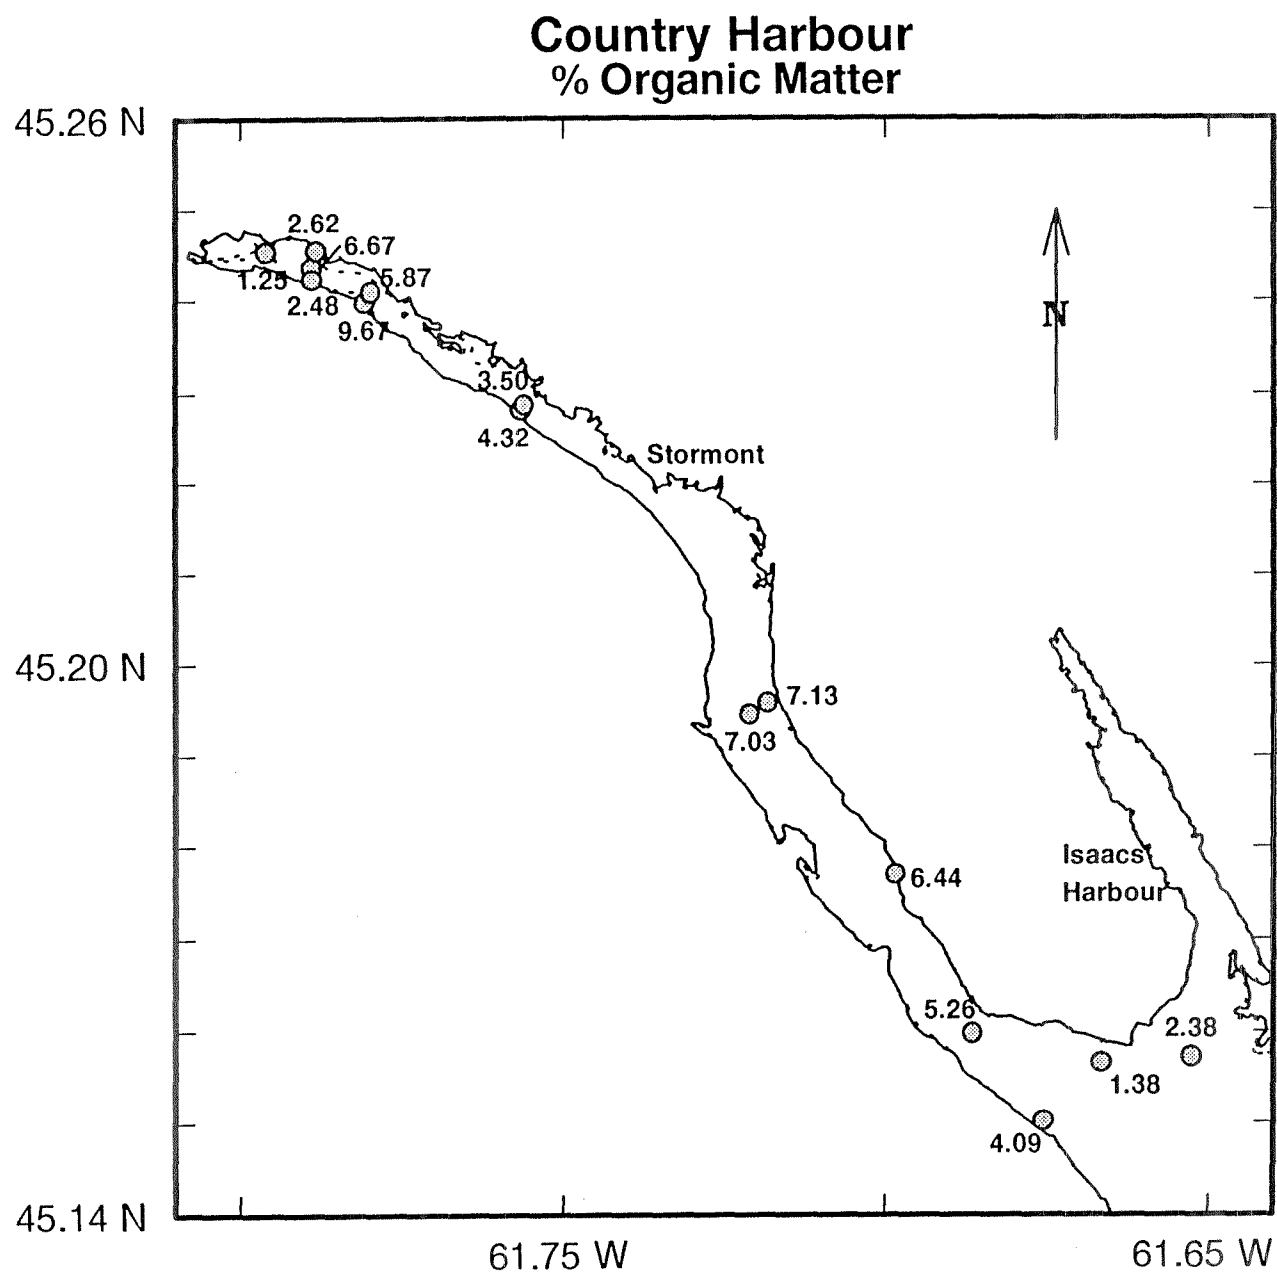 Country Harbour
% Organic Matter
45.26 N
2.62
6.67
1.25
5.87
2.48
9.67
N
3.50
4.32
Stormont
45.20 N
7.13
7.03
Isaacs
Harbour
6.44
5.26
2.38
1.38
4.09
45.14 N
61.75 W
61.65 W